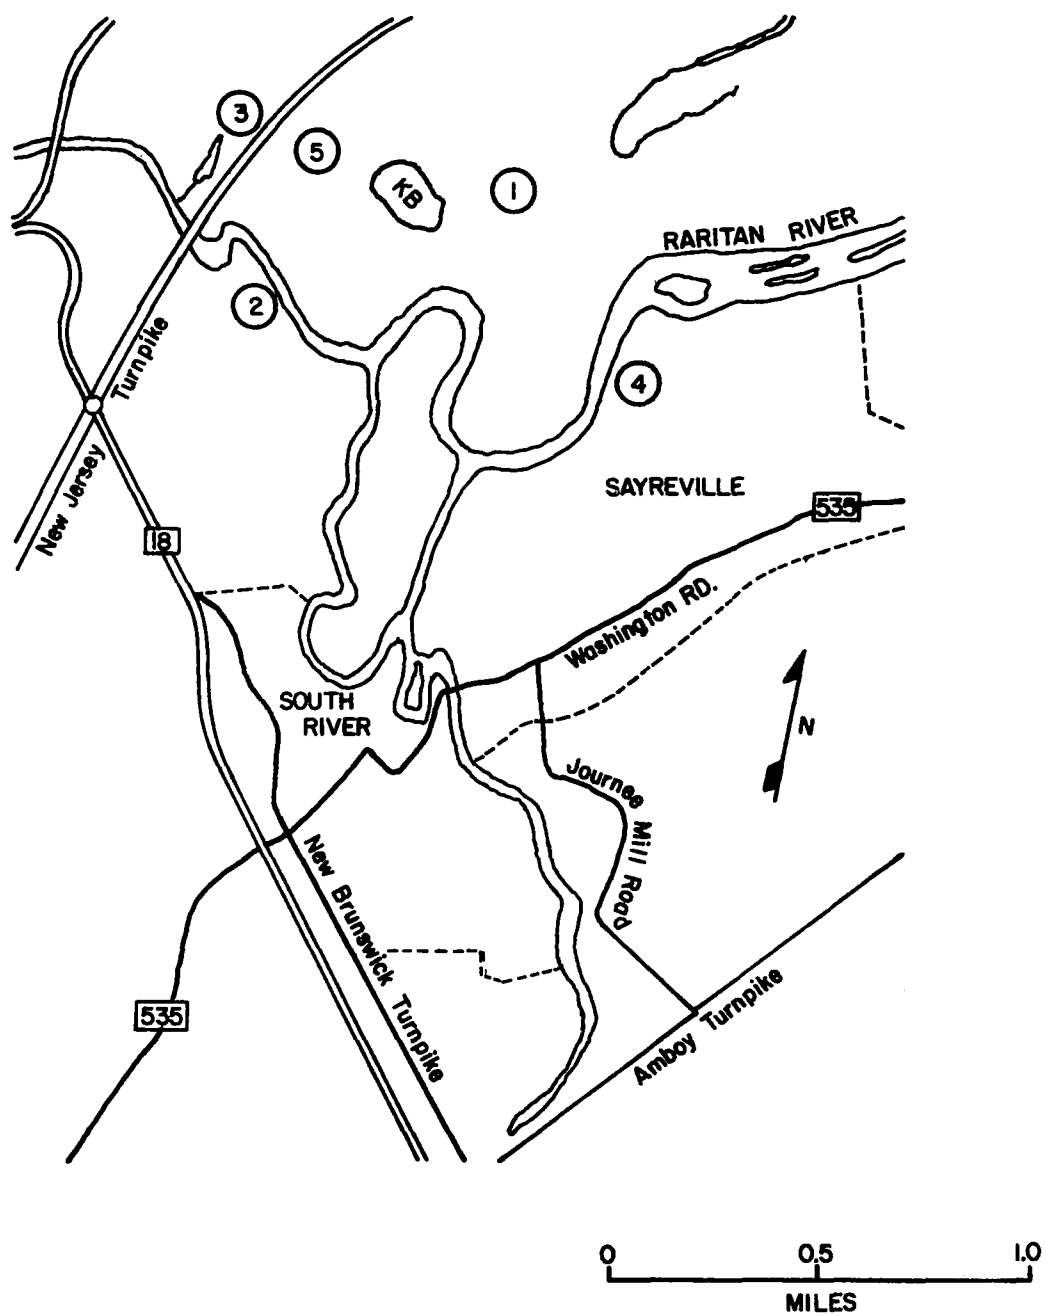 3
5
KB
1
RARITAN RIVER
2
Turnpike
4
New Jersey
SAYREVILLE
535
18
Washington RD.
SOUTH
RIVER
N
Journee Mill Road
New Brunswick Turnpike
535
Amboy Turnpike
0 0.5 1.0
MILES